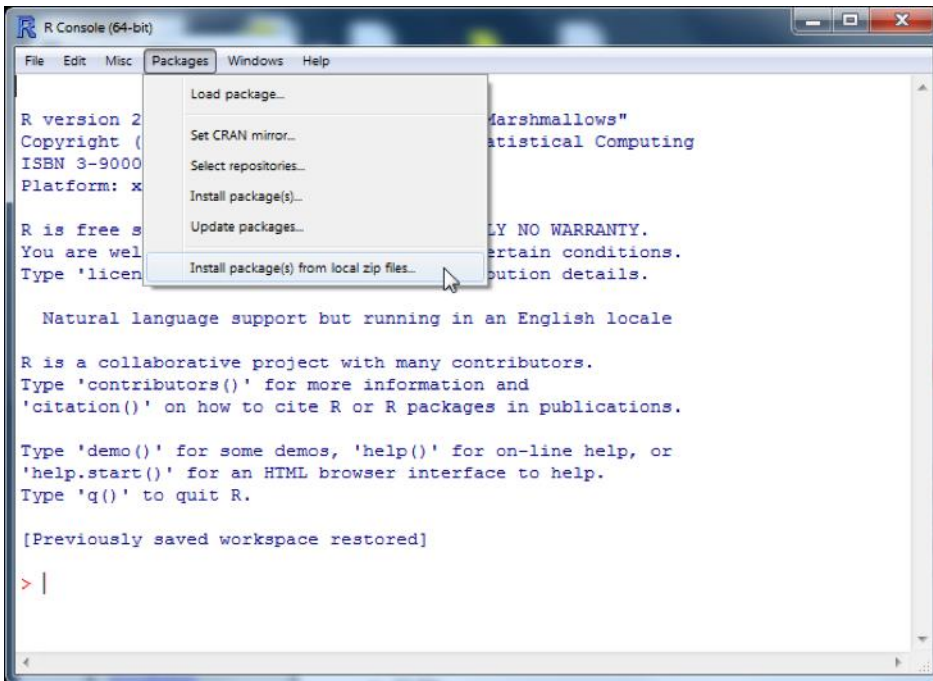 R Console (64-bit)
File Edit Misc Packages Windows Help
Load package...
Set CRAN mirror...
Select repositories...
Install package(s)...
Update packages...
Install package(s) from local zip files...
R version 2 Marshmallows"
Copyright ( atistical Computing
ISBN 3-9000
Platform: x
R is free s LY NO WARRANTY.
You are wel ertain conditions.
Type 'licen bution details.
Natural language support but running in an English locale
R is a collaborative project with many contributors.
Type 'contributors()' for more information and
'citation()' on how to cite R or R packages in publications.
Type 'demo()' for some demos, 'help()' for on-line help, or
'help.start()' for an HTML browser interface to help.
Type 'q()' to quit R.
[Previously saved workspace restored]
>